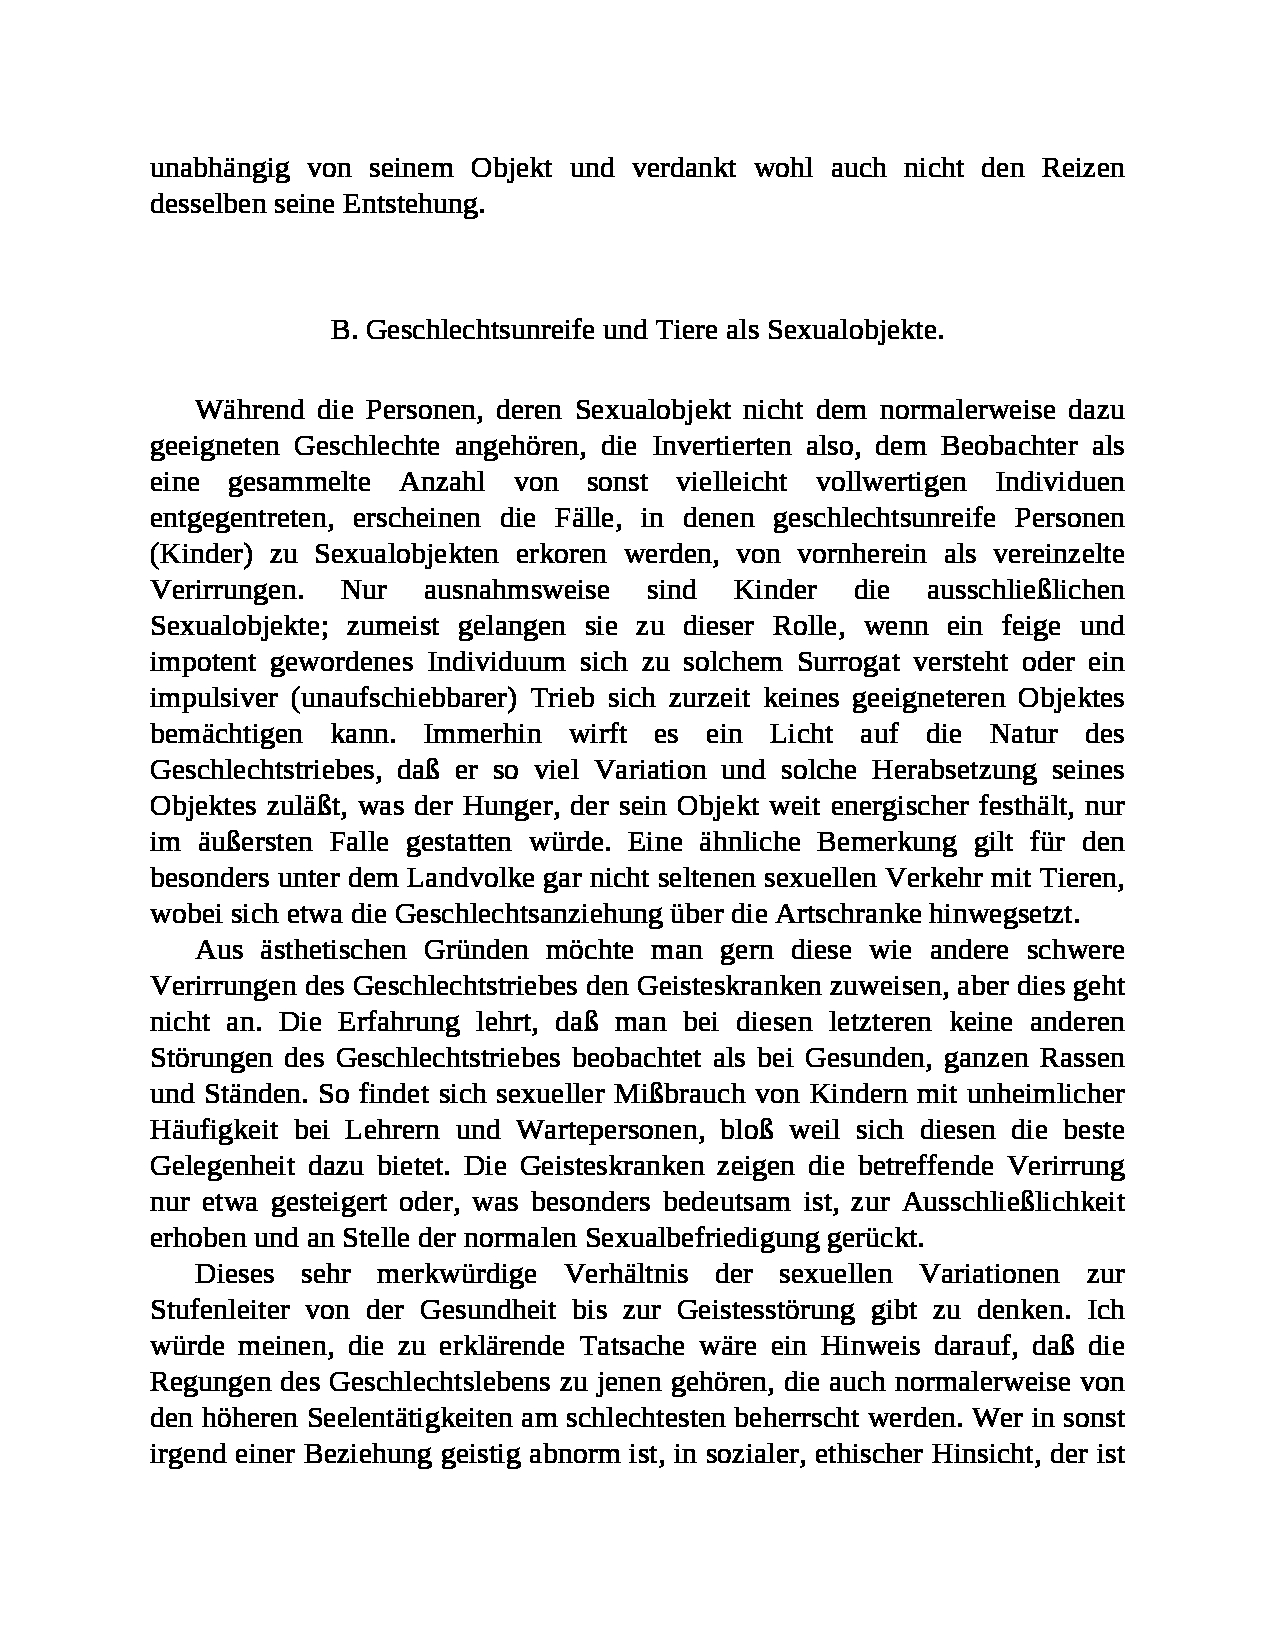 unabhängig von seinem Objekt und verdankt wohl auch nicht den Reizen
desselben seine Entstehung.
B. Geschlechtsunreife und Tiere als Sexualobjekte.
Während die Personen, deren Sexualobjekt nicht dem normalerweise dazu
geeigneten Geschlechte angehören, die Invertierten also, dem Beobachter als
eine gesammelte Anzahl von sonst vielleicht vollwertigen Individuen
entgegentreten, erscheinen die Fälle, in denen geschlechtsunreife Personen
(Kinder) zu Sexualobjekten erkoren werden, von vornherein als vereinzelte
Verirrungen. Nur ausnahmsweise sind Kinder die ausschließlichen
Sexualobjekte; zumeist gelangen sie zu dieser Rolle, wenn ein feige und
impotent gewordenes Individuum sich zu solchem Surrogat versteht oder ein
impulsiver (unaufschiebbarer) Trieb sich zurzeit keines geeigneteren Objektes
bemächtigen kann. Immerhin wirft es ein Licht auf die Natur des
Geschlechtstriebes, daß er so viel Variation und solche Herabsetzung seines
Objektes zuläßt, was der Hunger, der sein Objekt weit energischer festhält, nur
im äußersten Falle gestatten würde. Eine ähnliche Bemerkung gilt für den
besonders unter dem Landvolke gar nicht seltenen sexuellen Verkehr mit Tieren,
wobei sich etwa die Geschlechtsanziehung über die Artschranke hinwegsetzt.
Aus ästhetischen Gründen möchte man gern diese wie andere schwere
Verirrungen des Geschlechtstriebes den Geisteskranken zuweisen, aber dies geht
nicht an. Die Erfahrung lehrt, daß man bei diesen letzteren keine anderen
Störungen des Geschlechtstriebes beobachtet als bei Gesunden, ganzen Rassen
und Ständen. So findet sich sexueller Mißbrauch von Kindern mit unheimlicher
Häufigkeit bei Lehrern und Wartepersonen, bloß weil sich diesen die beste
Gelegenheit dazu bietet. Die Geisteskranken zeigen die betreffende Verirrung
nur etwa gesteigert oder, was besonders bedeutsam ist, zur Ausschließlichkeit
erhoben und an Stelle der normalen Sexualbefriedigung gerückt.
Dieses sehr merkwürdige Verhältnis der sexuellen Variationen zur
Stufenleiter von der Gesundheit bis zur Geistesstörung gibt zu denken. Ich
würde meinen, die zu erklärende Tatsache wäre ein Hinweis darauf, daß die
Regungen des Geschlechtslebens zu jenen gehören, die auch normalerweise von
den höheren Seelentätigkeiten am schlechtesten beherrscht werden. Wer in sonst
irgend einer Beziehung geistig abnorm ist, in sozialer, ethischer Hinsicht, der ist